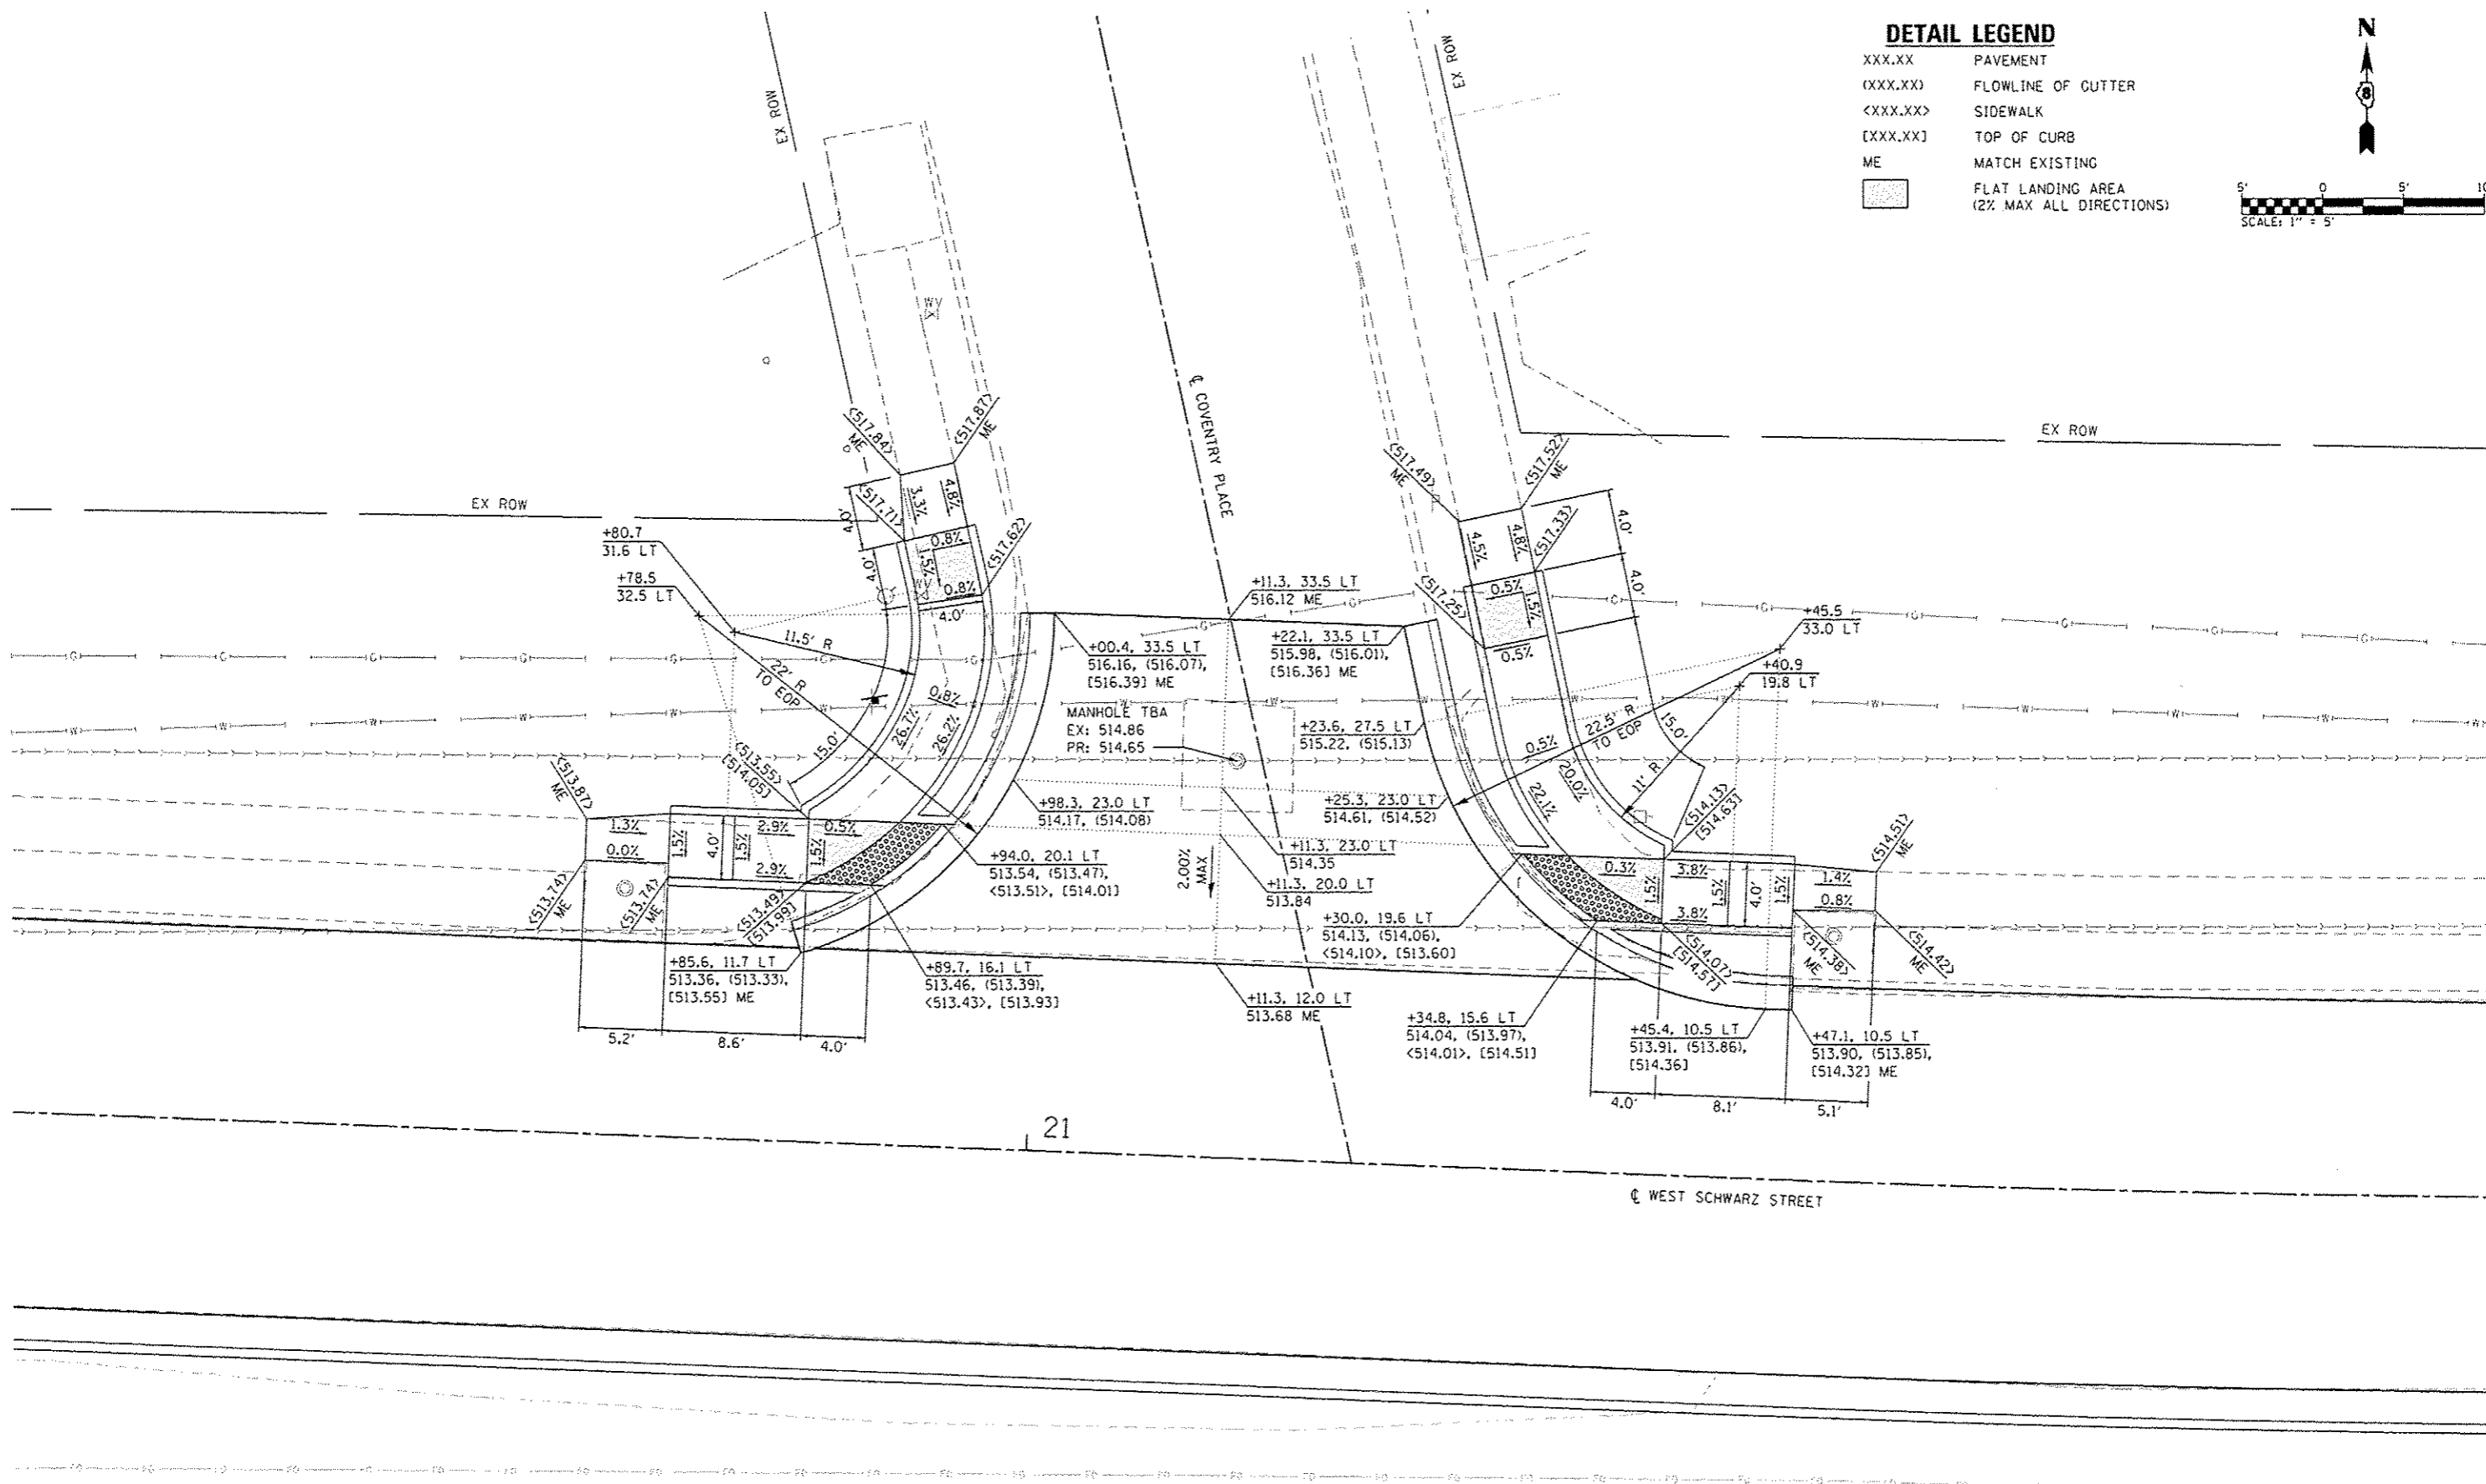 DETAIL LEGEND
XXX.XX PAVEMENT
(XXX.XX) FLOWLINE OF GUTTER
<XXX.XX> SIDEWALK
[XXX.XX] TOP OF CURB
ME MATCH EXISTING
FLAT LANDING AREA
(2% MAX ALL DIRECTIONS)
N
8
5' 0 5' 10
SCALE: 1" = 5'
EX ROW
EX ROW
EX ROW
EX ROW
WV
℄ COVENTRY PLACE
<517.84>
ME
<517.87>
ME
<517.71>
<517.62>
3.3%
4.8%
4.0'
4.0'
0.8%
1.5%
0.8%
4.0'
WV
+80.7
31.6 LT
+78.5
32.5 LT
11.5' R
22' R
TO EOP
0.8%
26.7%
26.2%
15.0'
<513.55>
[514.05]
<513.87>
ME
1.3%
0.0%
1.5%
4.0'
1.5%
2.9%
2.9%
1.5%
0.5%
<513.74>
ME
<513.74>
ME
<513.49>
[513.99]
+85.6, 11.7 LT
513.36, (513.33),
[513.55] ME
5.2'
8.6'
4.0'
+89.7, 16.1 LT
513.46, (513.39),
<513.43>, [513.93]
+94.0, 20.1 LT
513.54, (513.47),
<513.51>, [514.01]
+98.3, 23.0 LT
514.17, (514.08)
+00.4, 33.5 LT
516.16, (516.07),
[516.39] ME
MANHOLE TBA
EX: 514.86
PR: 514.65
+11.3, 33.5 LT
516.12 ME
+22.1, 33.5 LT
515.98, (516.01),
[516.36] ME
+23.6, 27.5 LT
515.22, (515.13)
+25.3, 23.0 LT
514.61, (514.52)
+11.3, 23.0 LT
514.35
+11.3, 20.0 LT
513.84
2.00%
MAX
+30.0, 19.6 LT
514.13, (514.06),
<514.10>, [513.60]
+11.3, 12.0 LT
513.68 ME
+34.8, 15.6 LT
514.04, (513.97),
<514.01>, [514.51]
+45.4, 10.5 LT
513.91, (513.86),
[514.36]
+47.1, 10.5 LT
513.90, (513.85),
[514.32] ME
4.0'
8.1'
5.1'
<517.49>
ME
<517.52>
ME
<517.33>
<517.25>
4.5%
4.8%
4.0'
4.0'
0.5%
1.5%
0.5%
+45.5
33.0 LT
+40.9
19.8 LT
22.5' R
TO EOP
11' R
15.0'
0.5%
20.0%
22.1%
<514.13>
[514.63]
<514.51>
ME
0.3%
1.5%
3.8%
3.8%
1.5%
4.0'
1.5%
1.4%
0.8%
<514.07>
[514.57]
<514.38>
ME
<514.42>
ME
21
℄ WEST SCHWARZ STREET